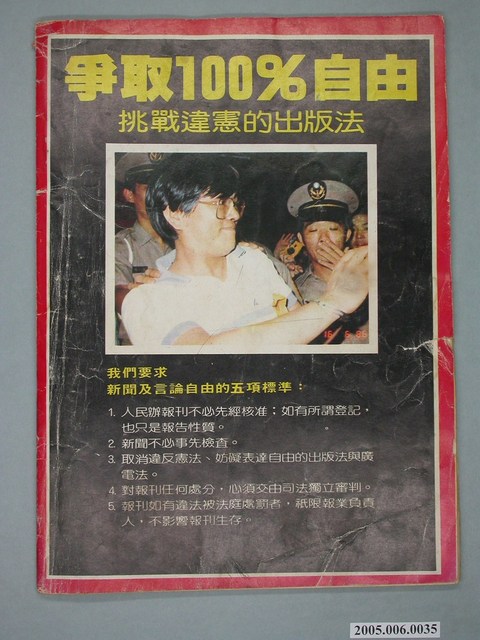 爭取100%自由
挑戰違憲的出版法
我們要求
新聞及言論自由的五項標準：
1. 人民辦報刊不必先經核准；如有所謂登記，
也只是報告性質。
2. 新聞不必事先檢查。
3. 取消違反憲法、妨礙表達自由的出版法與廣
電法。
4. 對報刊任何處分，必須交由司法獨立審判。
5. 報刊如有違法被法庭處罰者，祇限報業負責
人，不影響報刊生存。
2005.006.0035